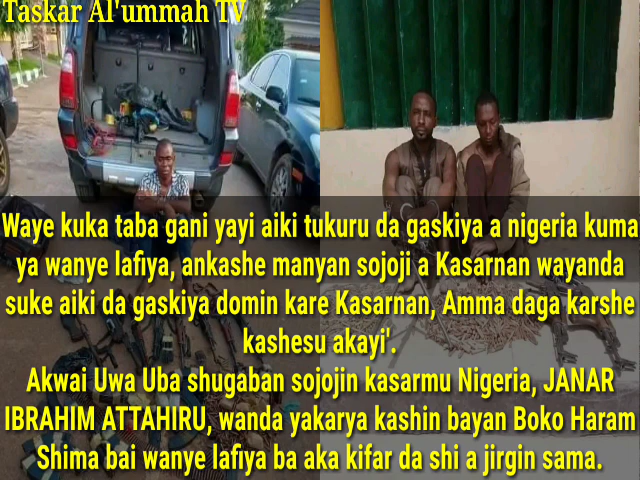 Taskar Al'ummah TV
Waye kuka taba gani yayi aiki tukuru da gaskiya a nigeria kuma
ya wanye lafiya, ankashe manyan sojoji a Kasarnan wayanda
suke aiki da gaskiya domin kare Kasarnan, Amma daga karshe
kashesu akayi'.
Akwai Uwa Uba shugaban sojojin kasarmu Nigeria, JANAR
IBRAHIM ATTAHIRU, wanda yakarya kashin bayan Boko Haram
Shima bai wanye lafiya ba aka kifar da shi a jirgin sama.